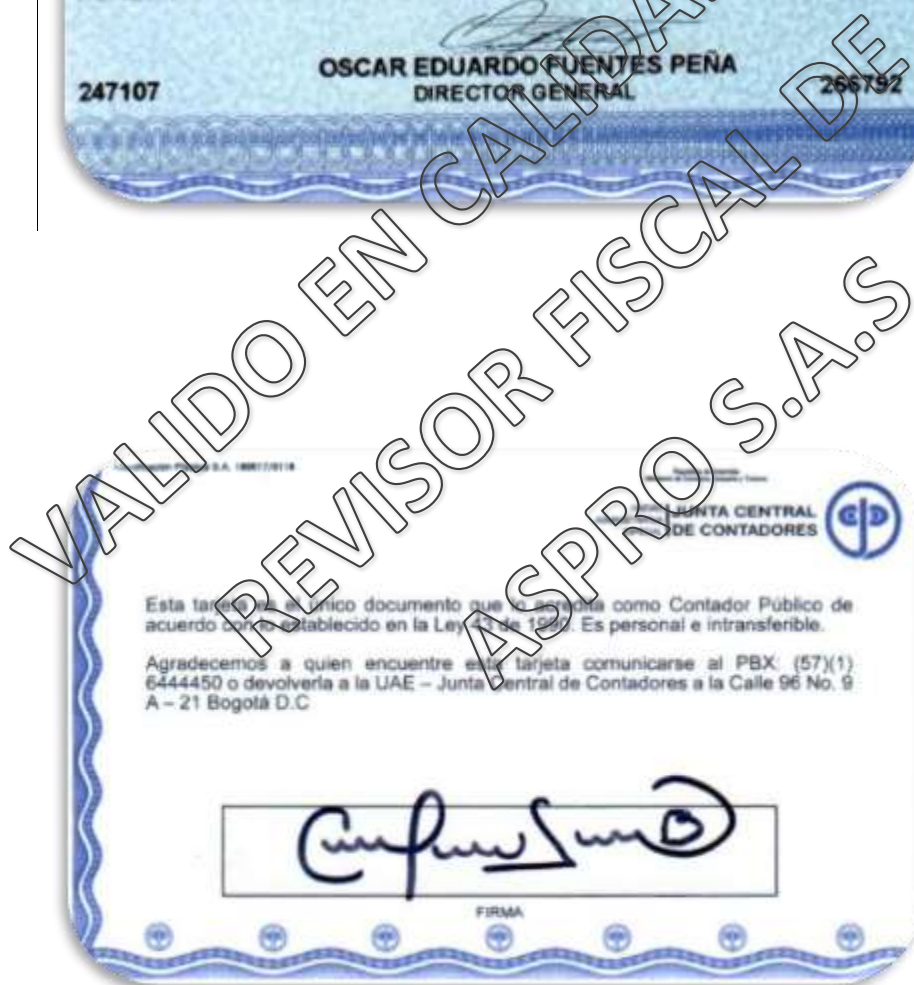 OSCAR EDUARDO FUENTES PEÑA
DIRECTOR GENERAL
247107
266792
VALIDO EN CALIDAD DE
REVISOR FISCAL DE
ASPRO S.A.S
JUNTA CENTRAL
DE CONTADORES
Esta tarjeta es el único documento que lo acredita como Contador Público de
acuerdo con lo establecido en la Ley 43 de 1990. Es personal e intransferible.
Agradecemos a quien encuentre esta tarjeta comunicarse al PBX: (57)(1)
6444450 o devolverla a la UAE – Junta Central de Contadores a la Calle 96 No. 9
A – 21 Bogotá D.C
FIRMA